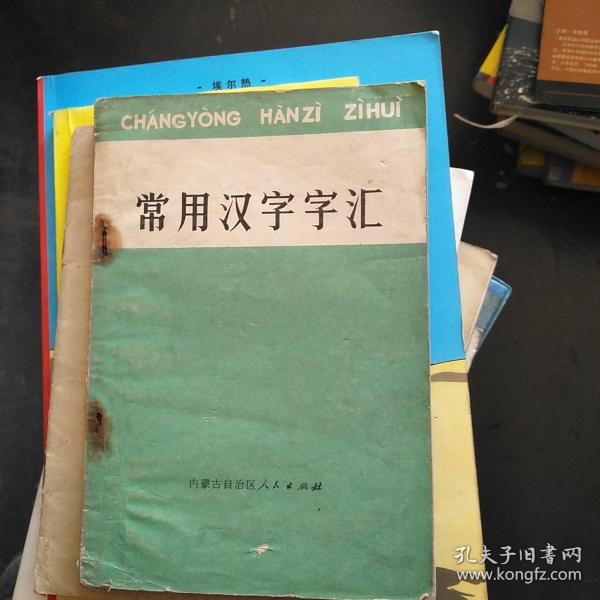 - 埃尔热 -
CHÁNGYÒNG HÀNZÌ ZÌHUÌ
常用汉字字汇
内蒙古自治区人民出版社
孔夫子旧书网
www.kongfz.com